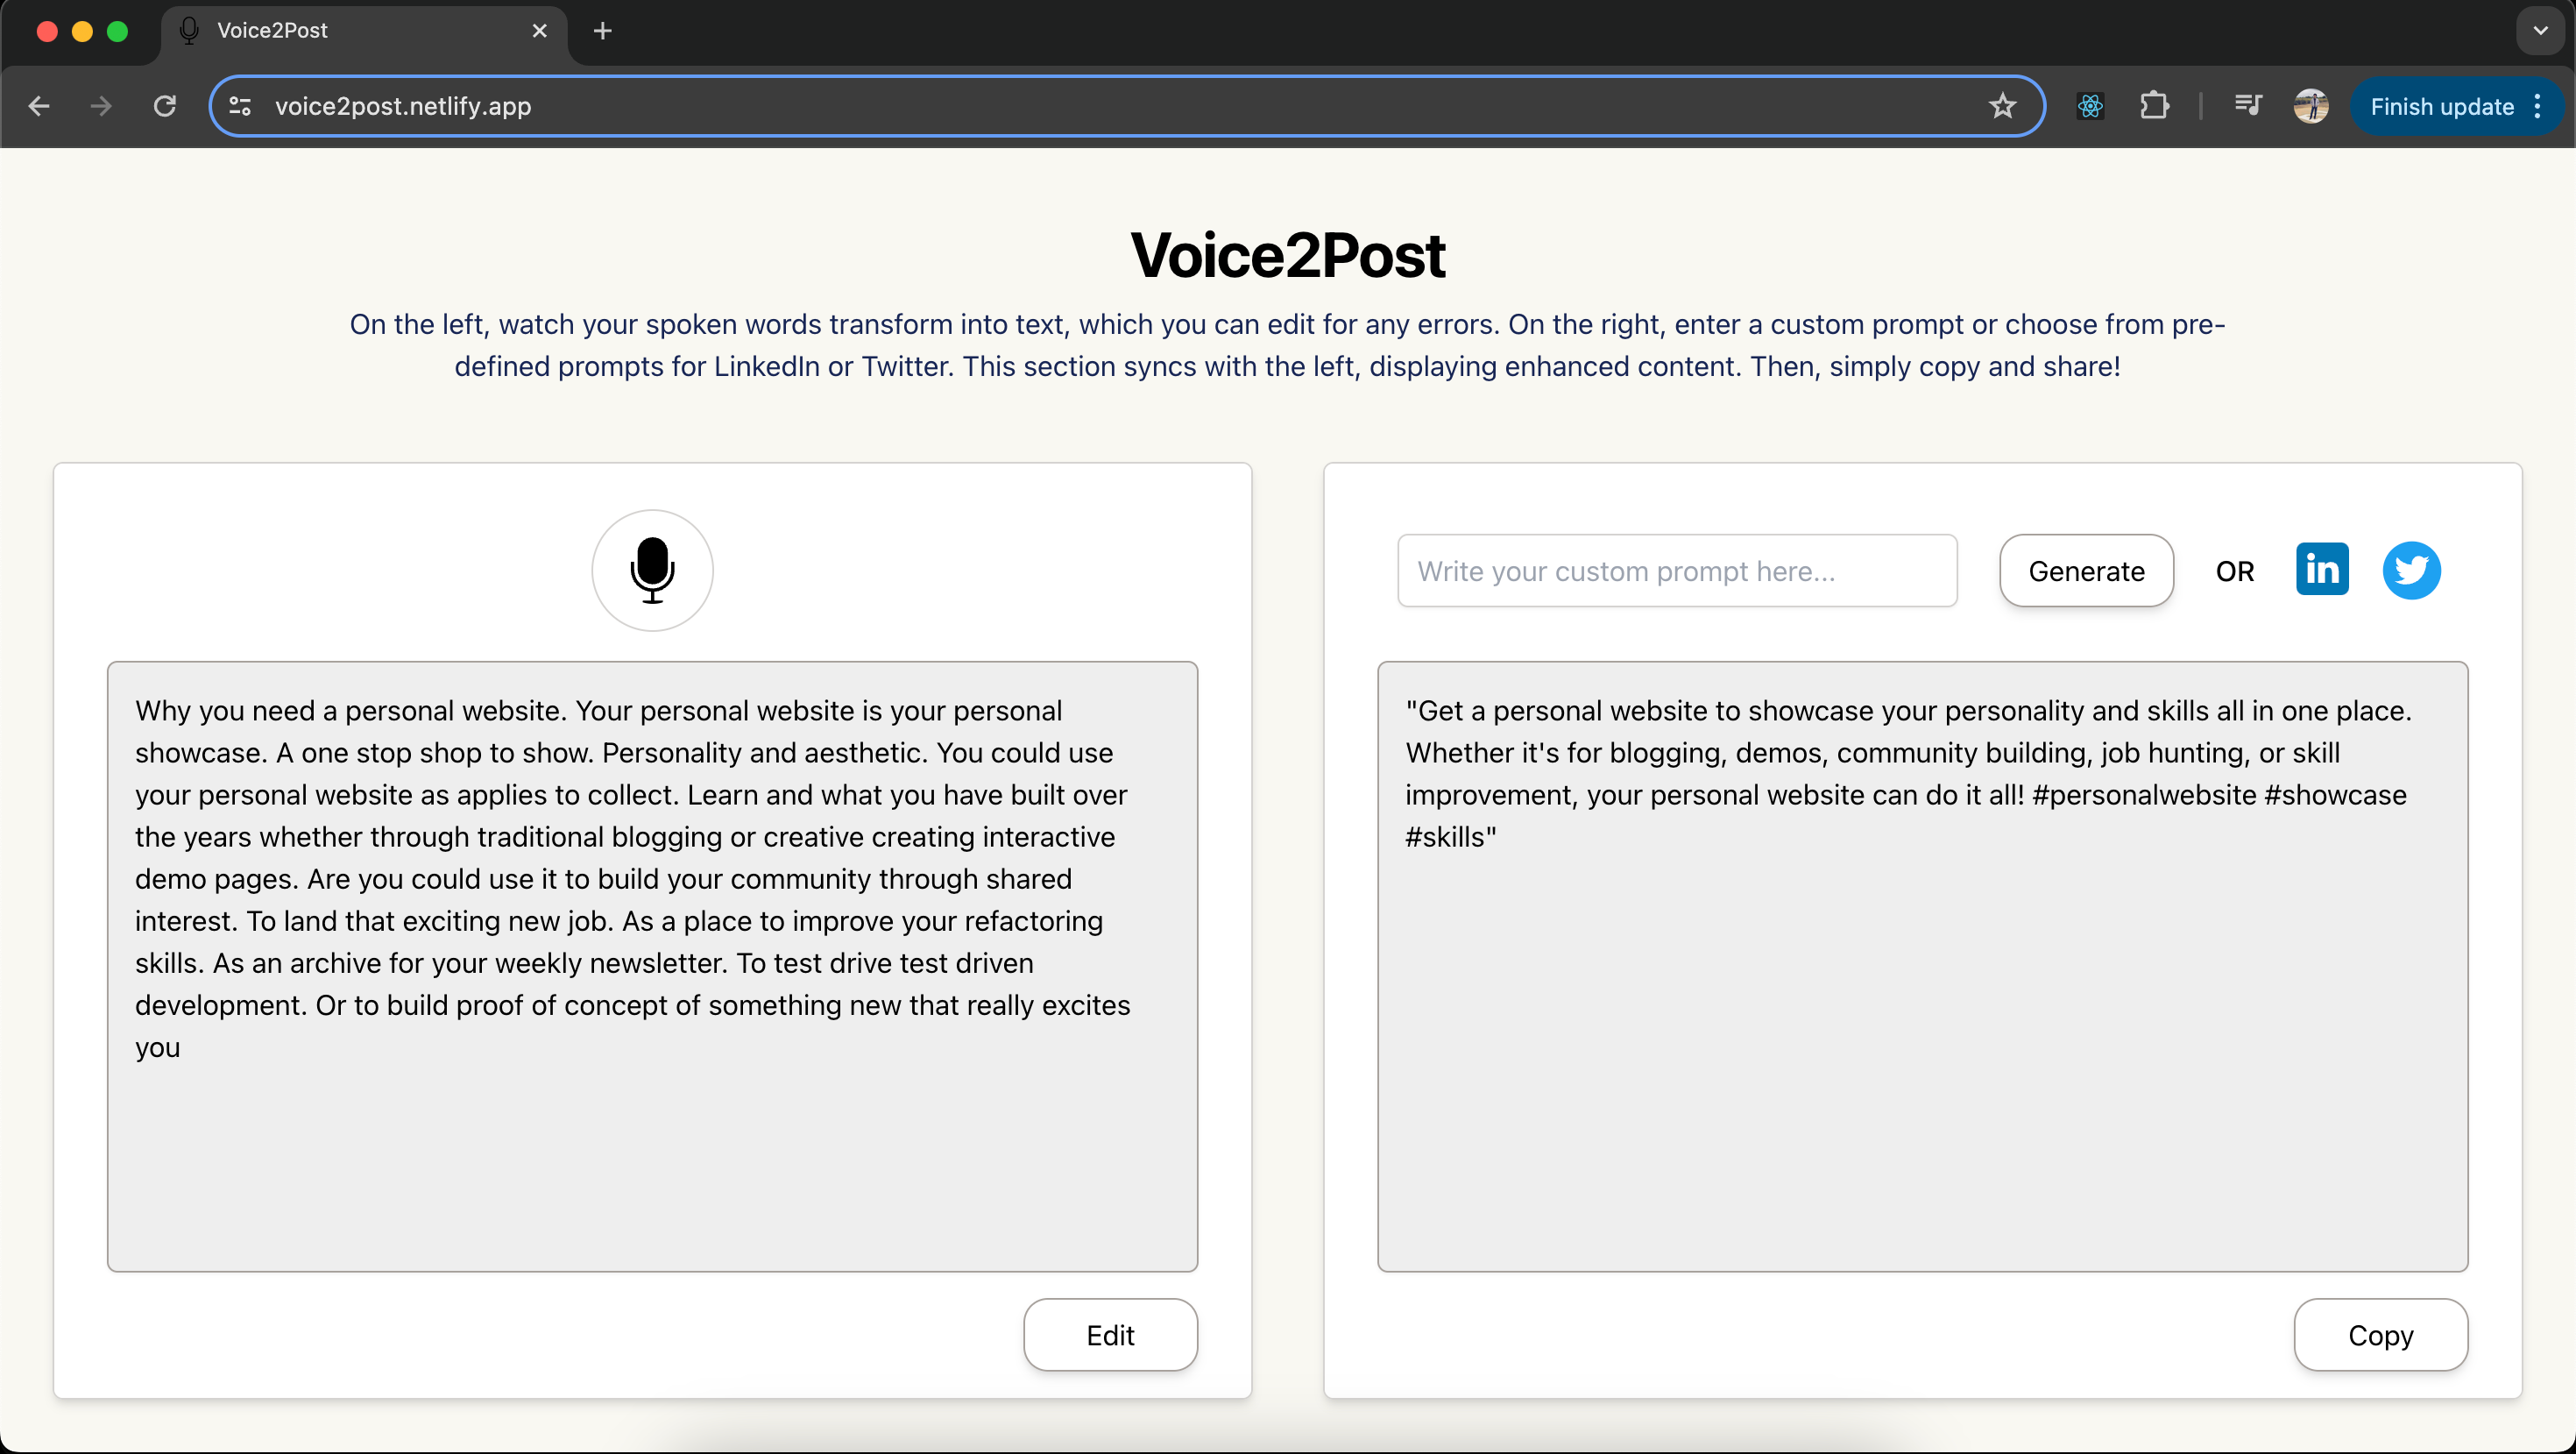 Voice2Post
voice2post.netlify.app
Finish update
Voice2Post
On the left, watch your spoken words transform into text, which you can edit for any errors. On the right, enter a custom prompt or choose from pre-
defined prompts for LinkedIn or Twitter. This section syncs with the left, displaying enhanced content. Then, simply copy and share!
Why you need a personal website. Your personal website is your personal
showcase. A one stop shop to show. Personality and aesthetic. You could use
your personal website as applies to collect. Learn and what you have built over
the years whether through traditional blogging or creative creating interactive
demo pages. Are you could use it to build your community through shared
interest. To land that exciting new job. As a place to improve your refactoring
skills. As an archive for your weekly newsletter. To test drive test driven
development. Or to build proof of concept of something new that really excites
you
Edit
Write your custom prompt here...
Generate
OR
in
"Get a personal website to showcase your personality and skills all in one place.
Whether it's for blogging, demos, community building, job hunting, or skill
improvement, your personal website can do it all! #personalwebsite #showcase
#skills"
Copy